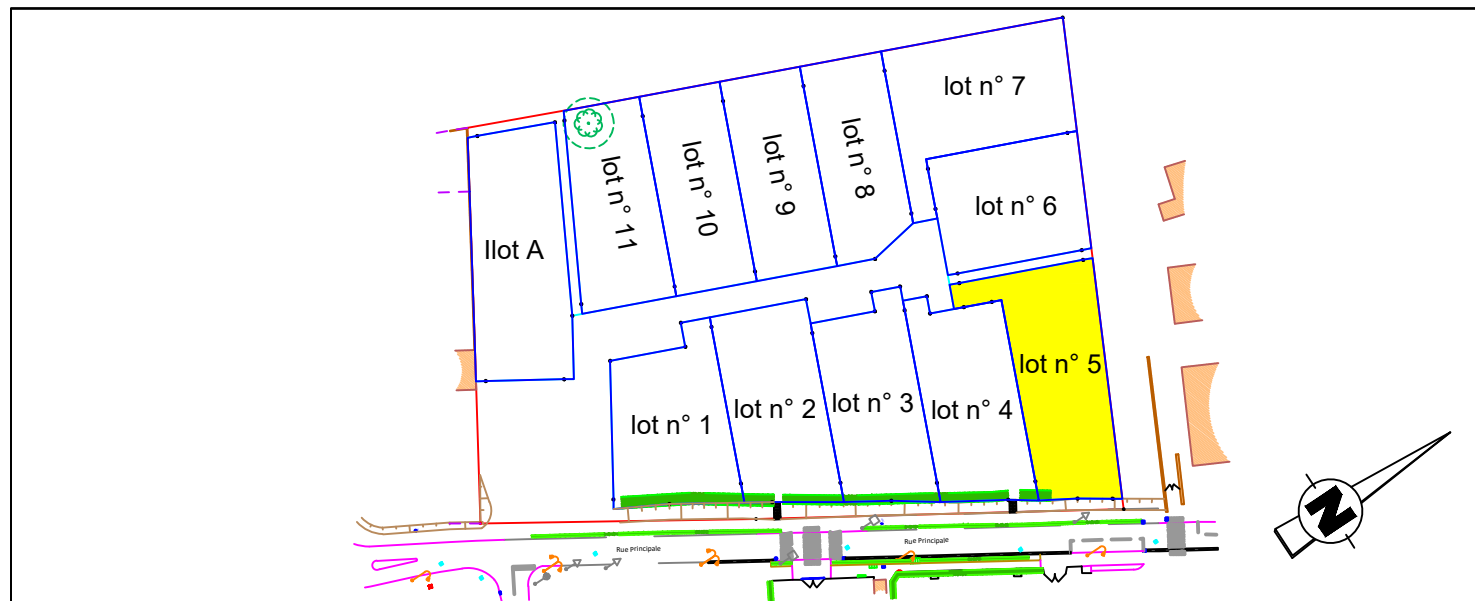 lot n° 7
lot n° 8
lot n° 9
lot n° 10
lot n° 11
lot n° 6
Ilot A
lot n° 5
lot n° 4
lot n° 3
lot n° 2
lot n° 1
N
Rue Principale
Rue Principale